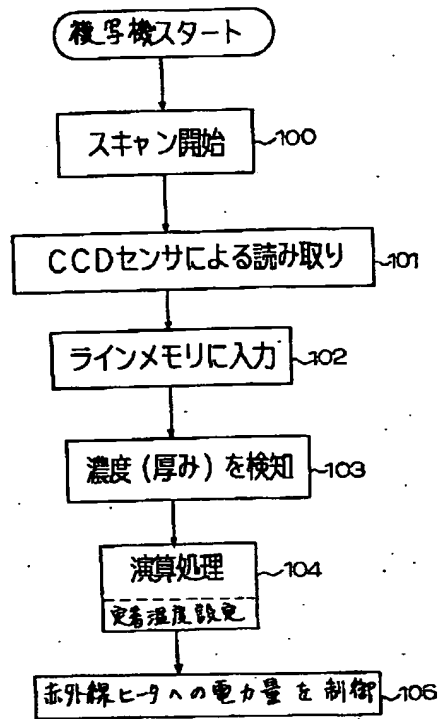 複写機スタート
スキャン開始
100
CCDセンサによる読み取り
101
ラインメモリに入力
102
濃度(厚み)を検知
103
演算処理
定着温度設定
104
赤外線ヒータへの電力量を制御
106